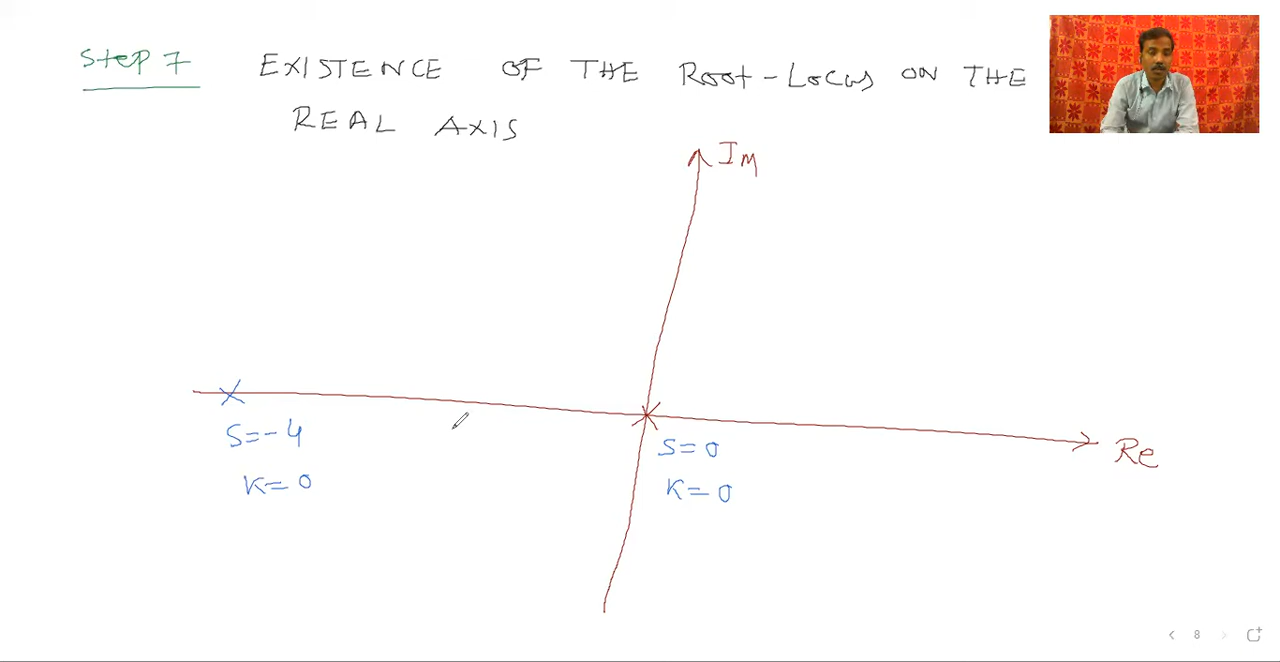 Step 7 EXISTENCE OF THE Root-Locus ON THE
REAL AXIS
Im
S=-4
K=0
S=0
K=0
Re
8